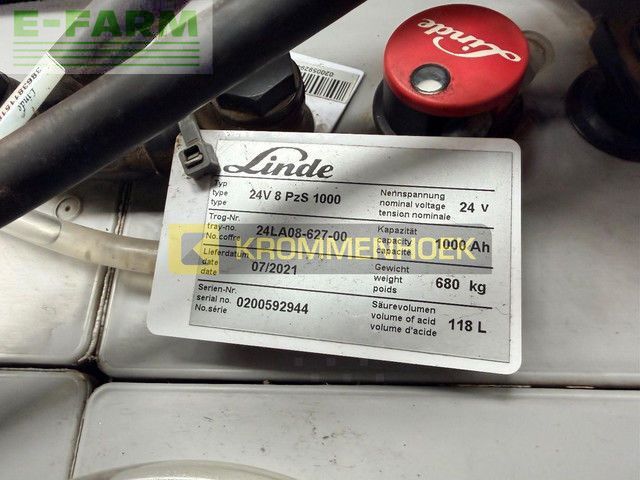 E-FARM
Linde
Linde
Linde
typ
type
type
24V 8 PzS 1000
Nennspannung
nominal voltage
tension nominale
24 V
Trog-Nr.
tray-no.
No.coffre
24LA08-627-00
Kapazität
capacity
capacité
1000 Ah
KROMMENHOEK
Lieferdatum
date
date
07/2021
Gewicht
weight
poids
680 kg
Serien-Nr.
serial no.
No.série
0200592944
Säurevolumen
volume of acid
volume d'acide
118 L